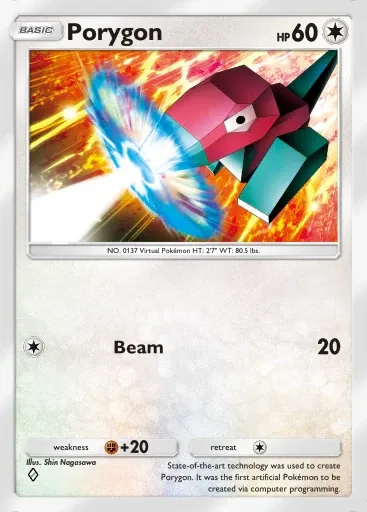 BASIC Porygon HP 60
NO. 0137 Virtual Pokémon HT: 2'7" WT: 80.5 lbs.
Beam 20
weakness +20 retreat
Illus. Shin Nagasawa
State-of-the-art technology was used to create
Porygon. It was the first artificial Pokémon to be
created via computer programming.